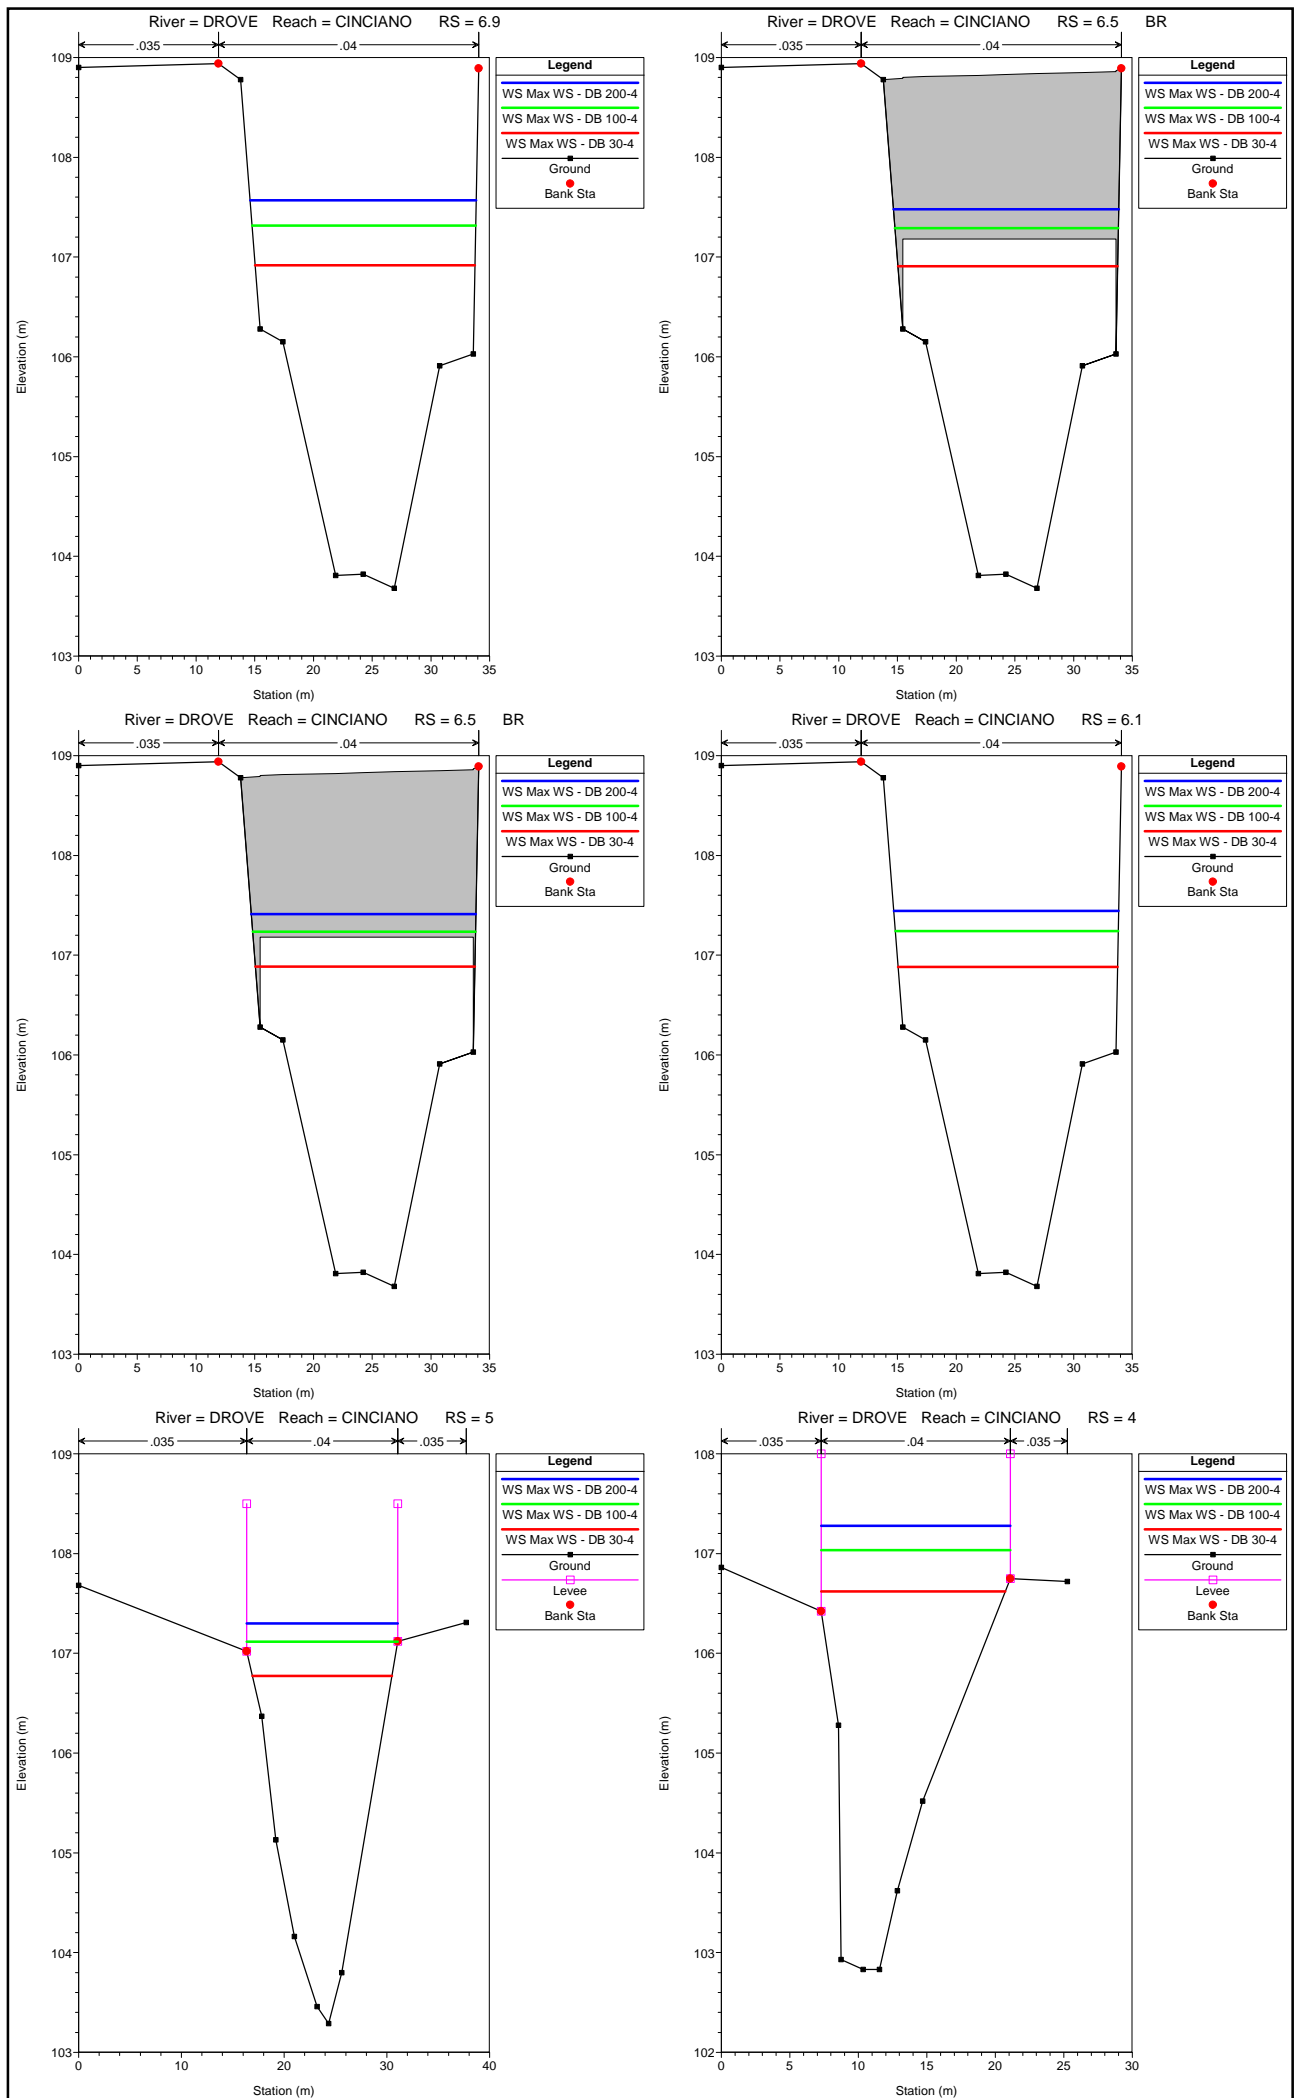 River = DROVE Reach = CINCIANO RS = 6.9
.035 .04
109
108
107
106
105
104
103
0 5 10 15 20 25 30 35
Station (m)
Elevation (m)
Legend
WS Max WS - DB 200-4
WS Max WS - DB 100-4
WS Max WS - DB 30-4
Ground
Bank Sta
River = DROVE Reach = CINCIANO RS = 6.5 BR
.035 .04
109
108
107
106
105
104
103
0 5 10 15 20 25 30 35
Station (m)
Elevation (m)
Legend
WS Max WS - DB 200-4
WS Max WS - DB 100-4
WS Max WS - DB 30-4
Ground
Bank Sta
River = DROVE Reach = CINCIANO RS = 6.5 BR
.035 .04
109
108
107
106
105
104
103
0 5 10 15 20 25 30 35
Station (m)
Elevation (m)
Legend
WS Max WS - DB 200-4
WS Max WS - DB 100-4
WS Max WS - DB 30-4
Ground
Bank Sta
River = DROVE Reach = CINCIANO RS = 6.1
.035 .04
109
108
107
106
105
104
103
0 5 10 15 20 25 30 35
Station (m)
Elevation (m)
Legend
WS Max WS - DB 200-4
WS Max WS - DB 100-4
WS Max WS - DB 30-4
Ground
Bank Sta
River = DROVE Reach = CINCIANO RS = 5
.035 .04 .035
109
108
107
106
105
104
103
0 10 20 30 40
Station (m)
Elevation (m)
Legend
WS Max WS - DB 200-4
WS Max WS - DB 100-4
WS Max WS - DB 30-4
Ground
Levee
Bank Sta
River = DROVE Reach = CINCIANO RS = 4
.035 .04 .035
108
107
106
105
104
103
102
0 5 10 15 20 25 30
Station (m)
Elevation (m)
Legend
WS Max WS - DB 200-4
WS Max WS - DB 100-4
WS Max WS - DB 30-4
Ground
Levee
Bank Sta